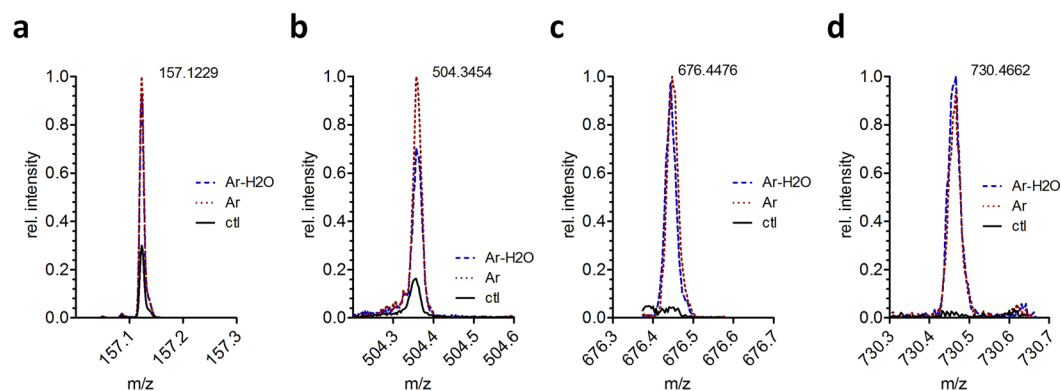 a
157.1229
rel. intensity
1.0
0.8
0.6
0.4
0.2
0.0
Ar-H2O
Ar
ctl
157.1
157.2
157.3
m/z
b
504.3454
rel. intensity
1.0
0.8
0.6
0.4
0.2
0.0
Ar-H2O
Ar
ctl
504.3
504.4
504.5
504.6
m/z
c
676.4476
rel. intensity
1.0
0.8
0.6
0.4
0.2
0.0
Ar-H2O
Ar
ctl
676.3
676.4
676.5
676.6
676.7
m/z
d
730.4662
rel. intensity
1.0
0.8
0.6
0.4
0.2
0.0
Ar-H2O
Ar
ctl
730.3
730.4
730.5
730.6
730.7
m/z